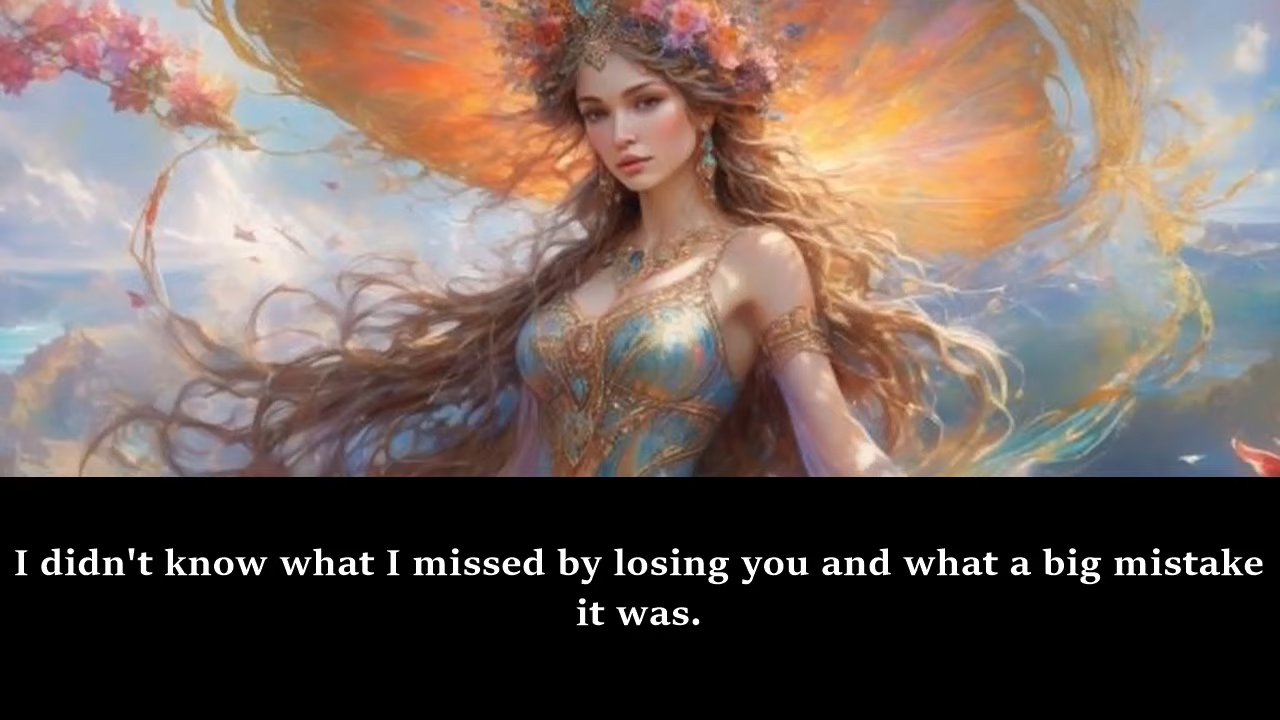 I didn't know what I missed by losing you and what a big mistake
it was.